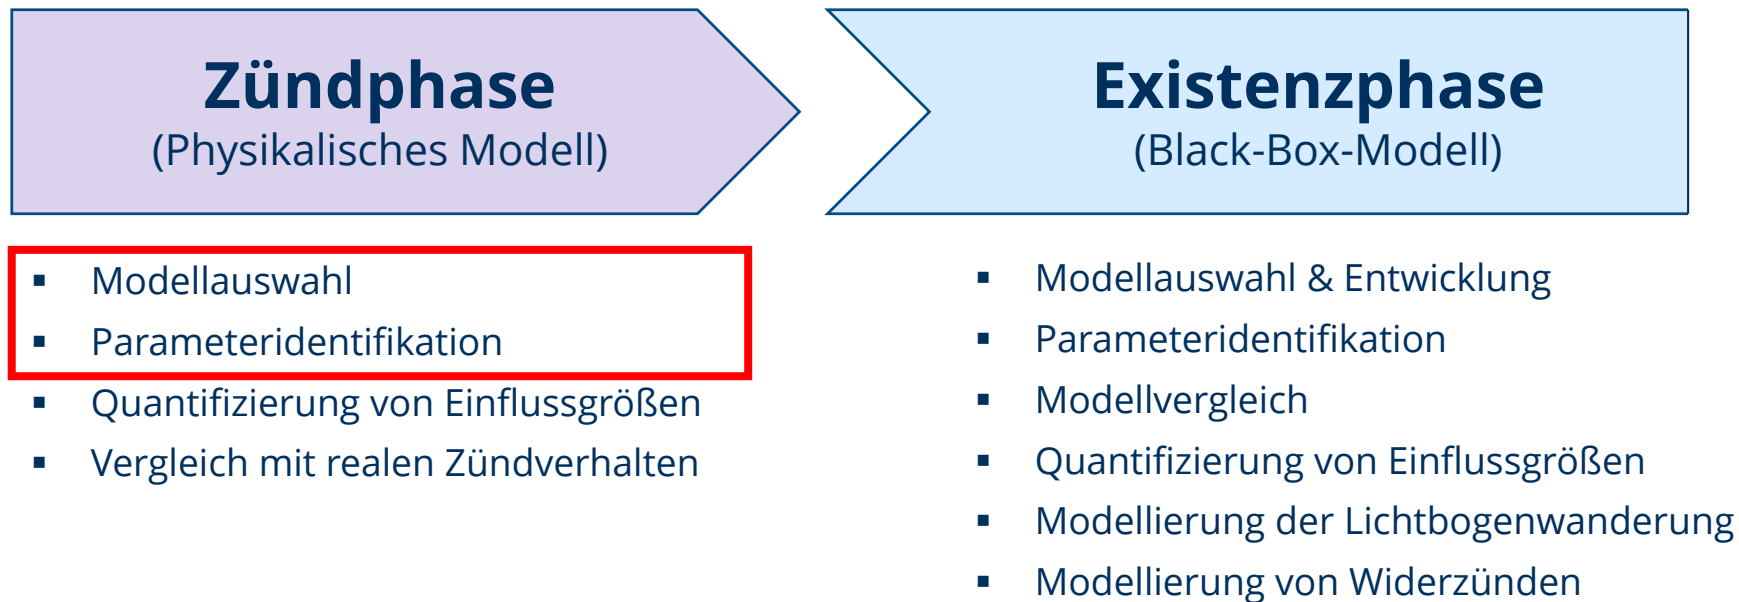 Zündphase
(Physikalisches Modell)
▪ Modellauswahl
▪ Parameteridentifikation
▪ Quantifizierung von Einflussgrößen
▪ Vergleich mit realen Zündverhalten
Existenzphase
(Black-Box-Modell)
▪ Modellauswahl & Entwicklung
▪ Parameteridentifikation
▪ Modellvergleich
▪ Quantifizierung von Einflussgrößen
▪ Modellierung der Lichtbogenwanderung
▪ Modellierung von Widerzünden